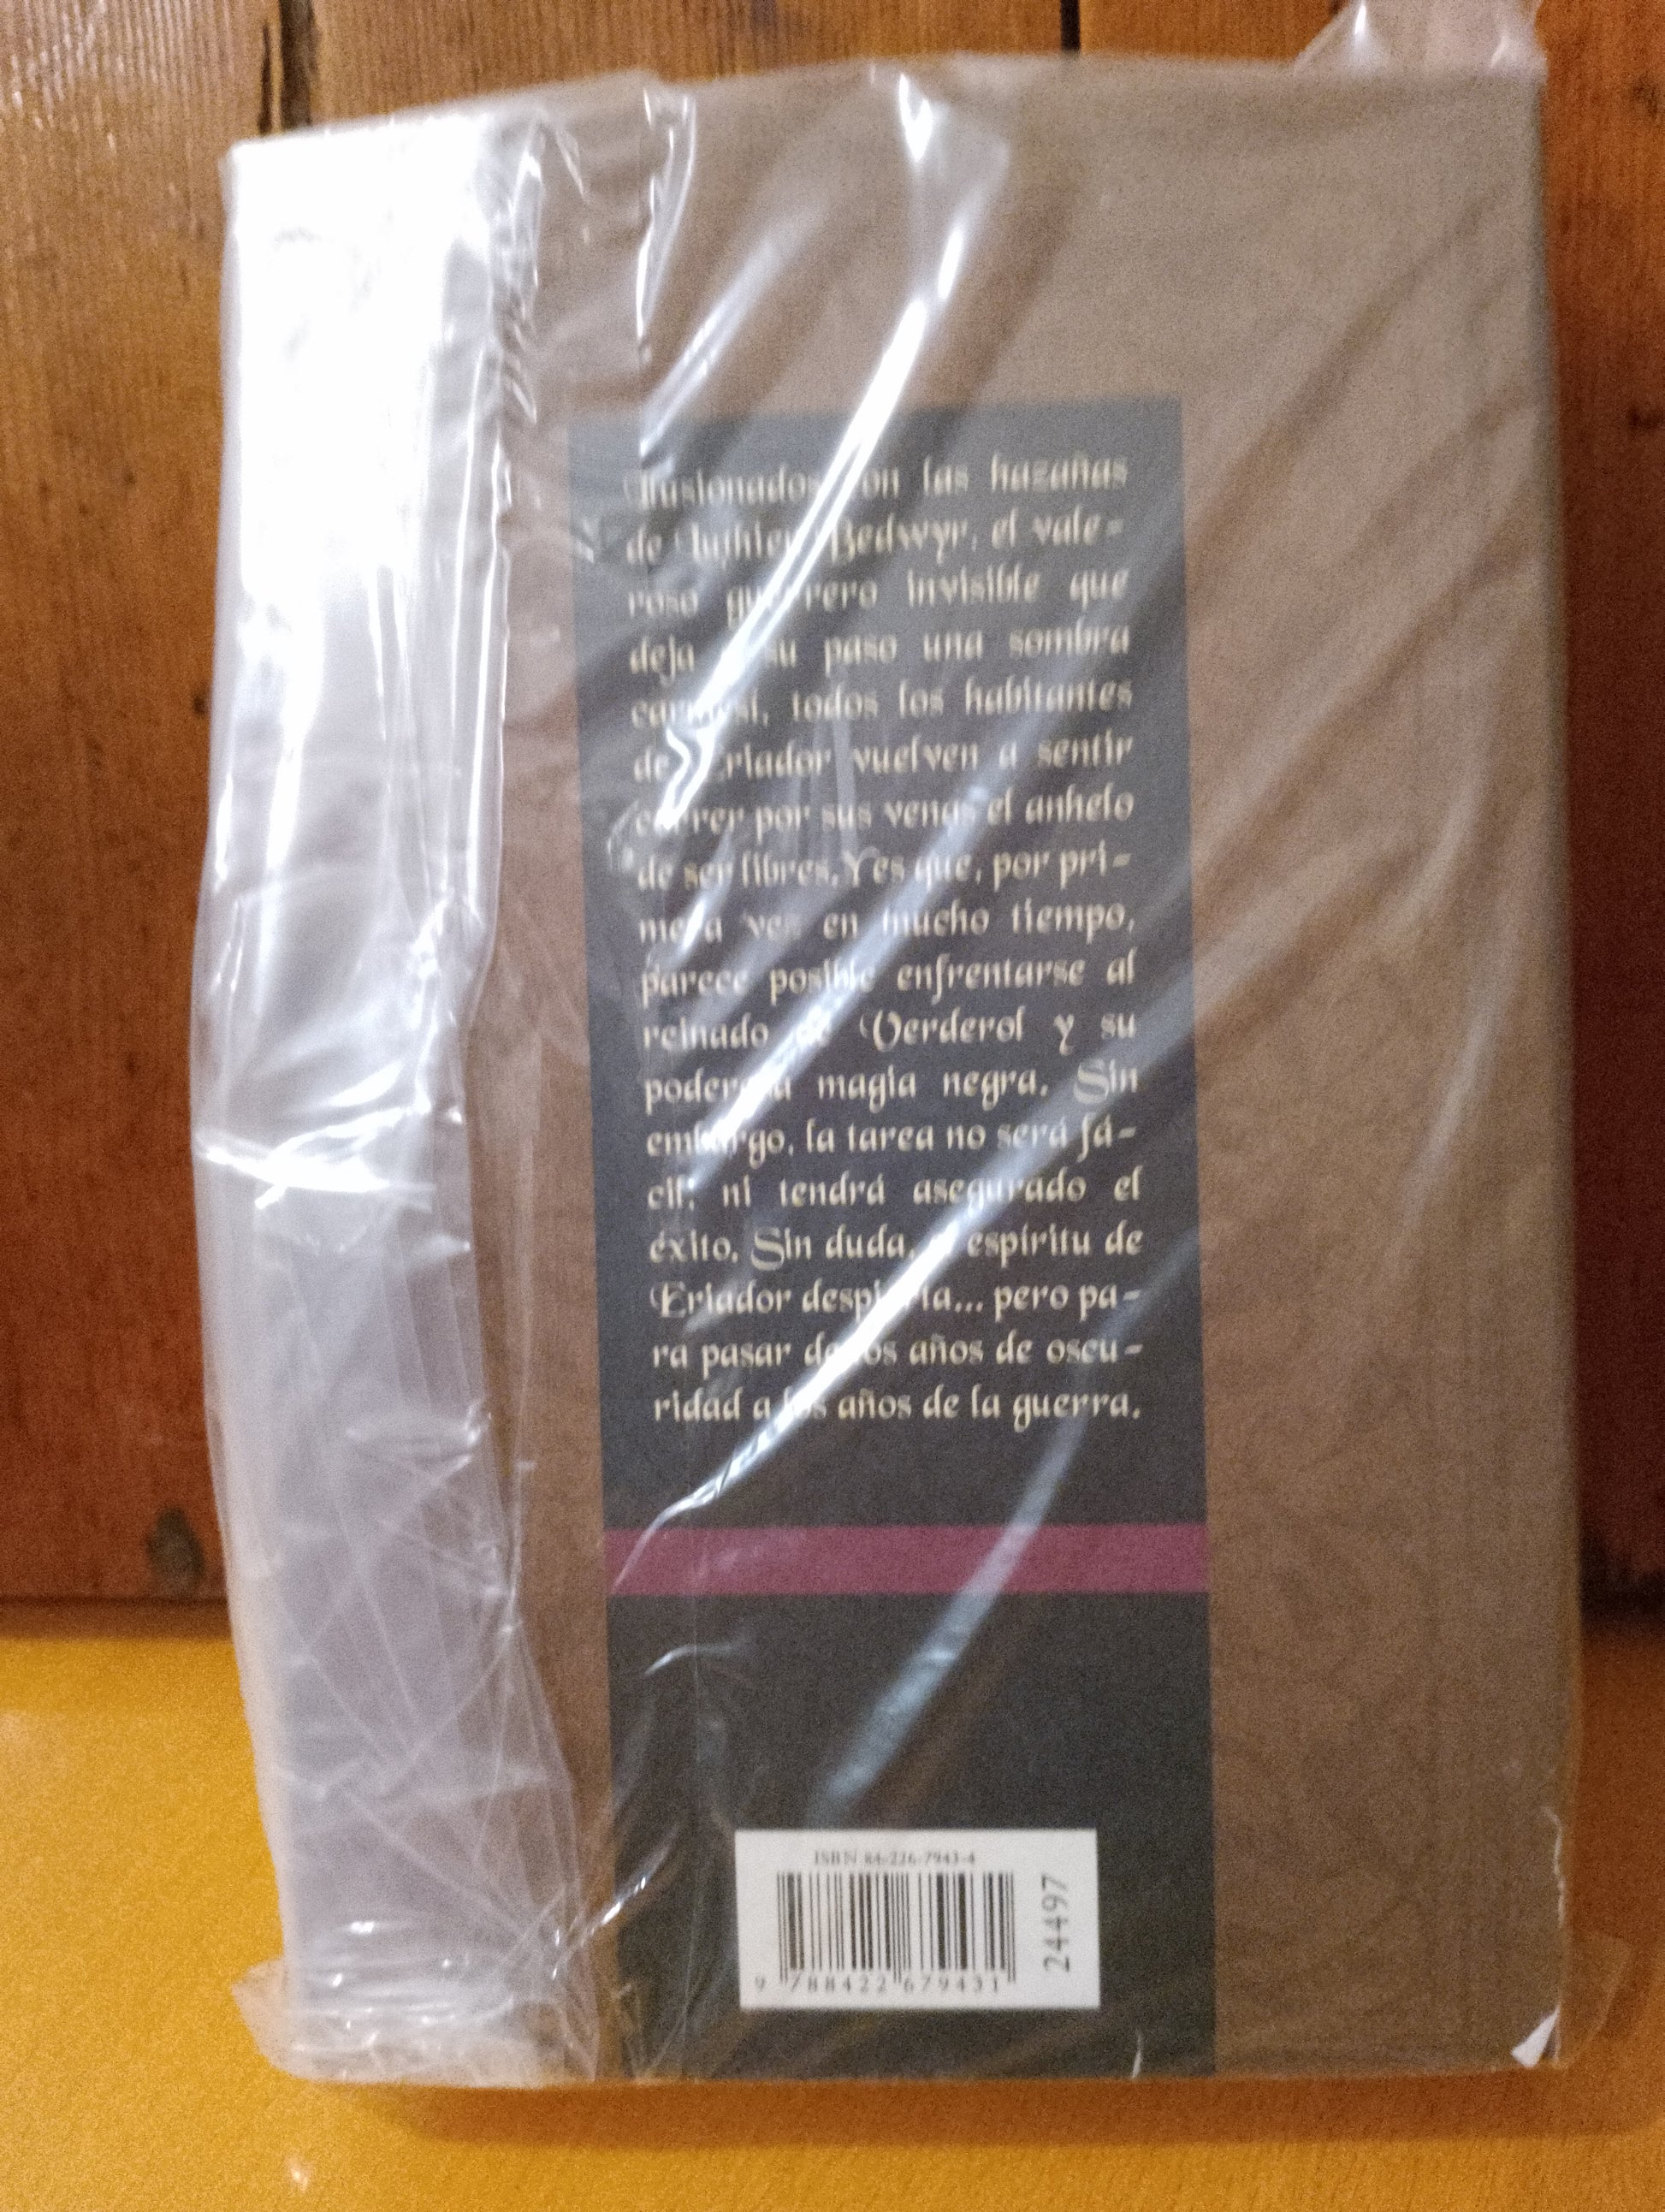 Ilusionados con las hazañas
de Luthien Bedwyr, el vale-
roso guerrero invisible que
deja su paso una sombra
carmesí, todos los habitantes
de Eriador vuelven a sentir
correr por sus venas el anhelo
de ser libres. Y es que, por pri-
mera vez en mucho tiempo,
parece posible enfrentarse al
reinado de Verderol y su
poderosa magia negra. Sin
embargo, la tarea no será fá-
cil; ni tendrá asegurado el
éxito. Sin duda, espíritu de
Eriador despierta... pero pa-
ra pasar de los años de oscu-
ridad a los años de la guerra.
ISBN 84-226-7943-4
9 788422 679431
24497